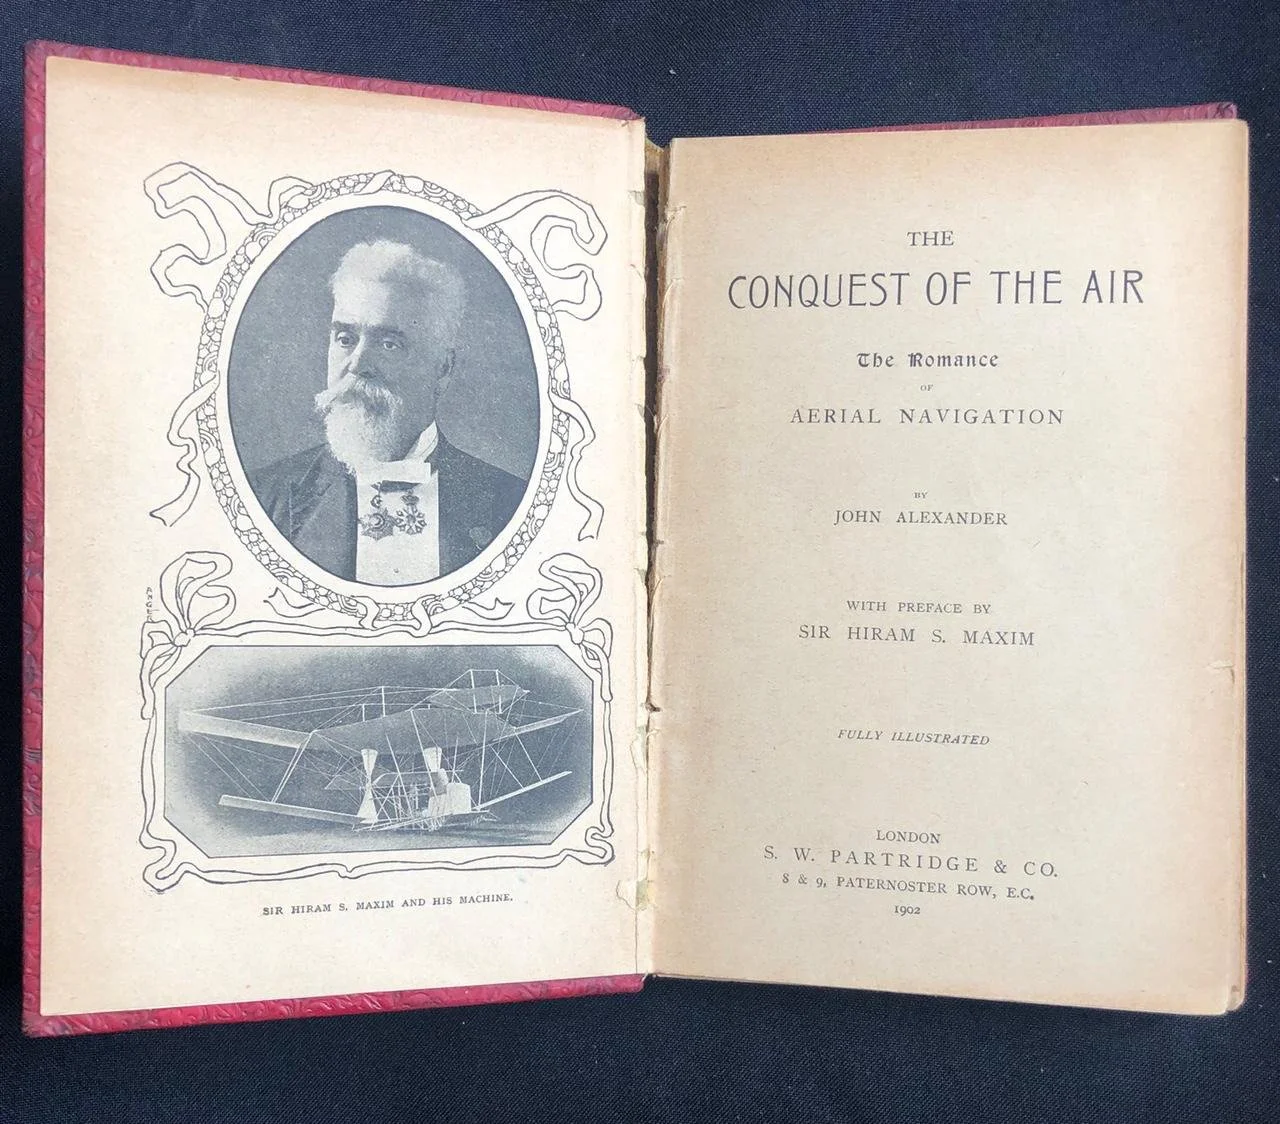 SIR HIRAM S. MAXIM AND HIS MACHINE.
THE
CONQUEST OF THE AIR
The Romance
OF
AERIAL NAVIGATION
BY
JOHN ALEXANDER
WITH PREFACE BY
SIR HIRAM S. MAXIM
FULLY ILLUSTRATED
LONDON
S. W. PARTRIDGE & CO.
8 & 9, PATERNOSTER ROW, E.C.
1902